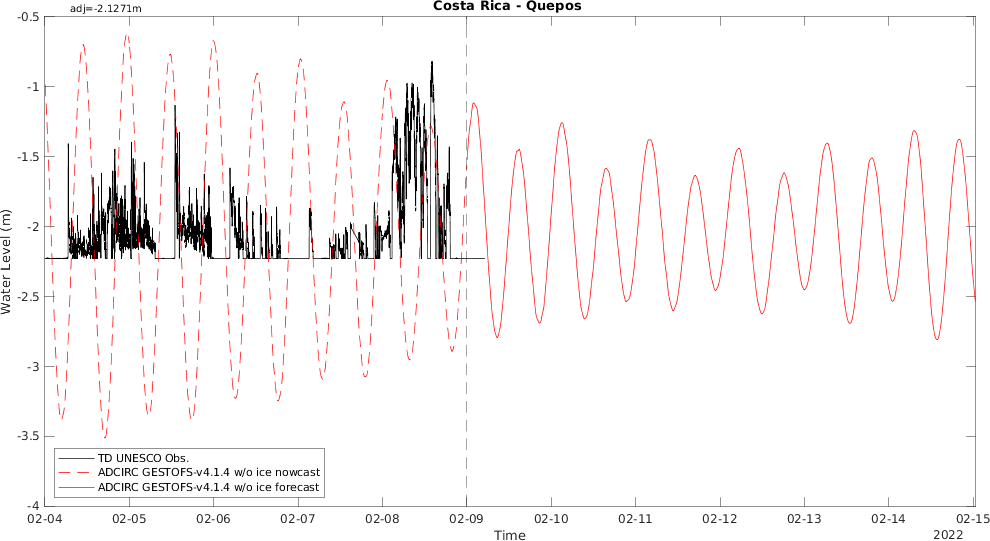 adj=-2.1271m
Costa Rica - Quepos
-0.5
-1
-1.5
-2
-2.5
-3
-3.5
-4
Water Level (m)
TD UNESCO Obs.
ADCIRC GESTOFS-v4.1.4 w/o ice nowcast
ADCIRC GESTOFS-v4.1.4 w/o ice forecast
02-04 02-05 02-06 02-07 02-08 02-09 02-10 02-11 02-12 02-13 02-14 02-15
Time
2022